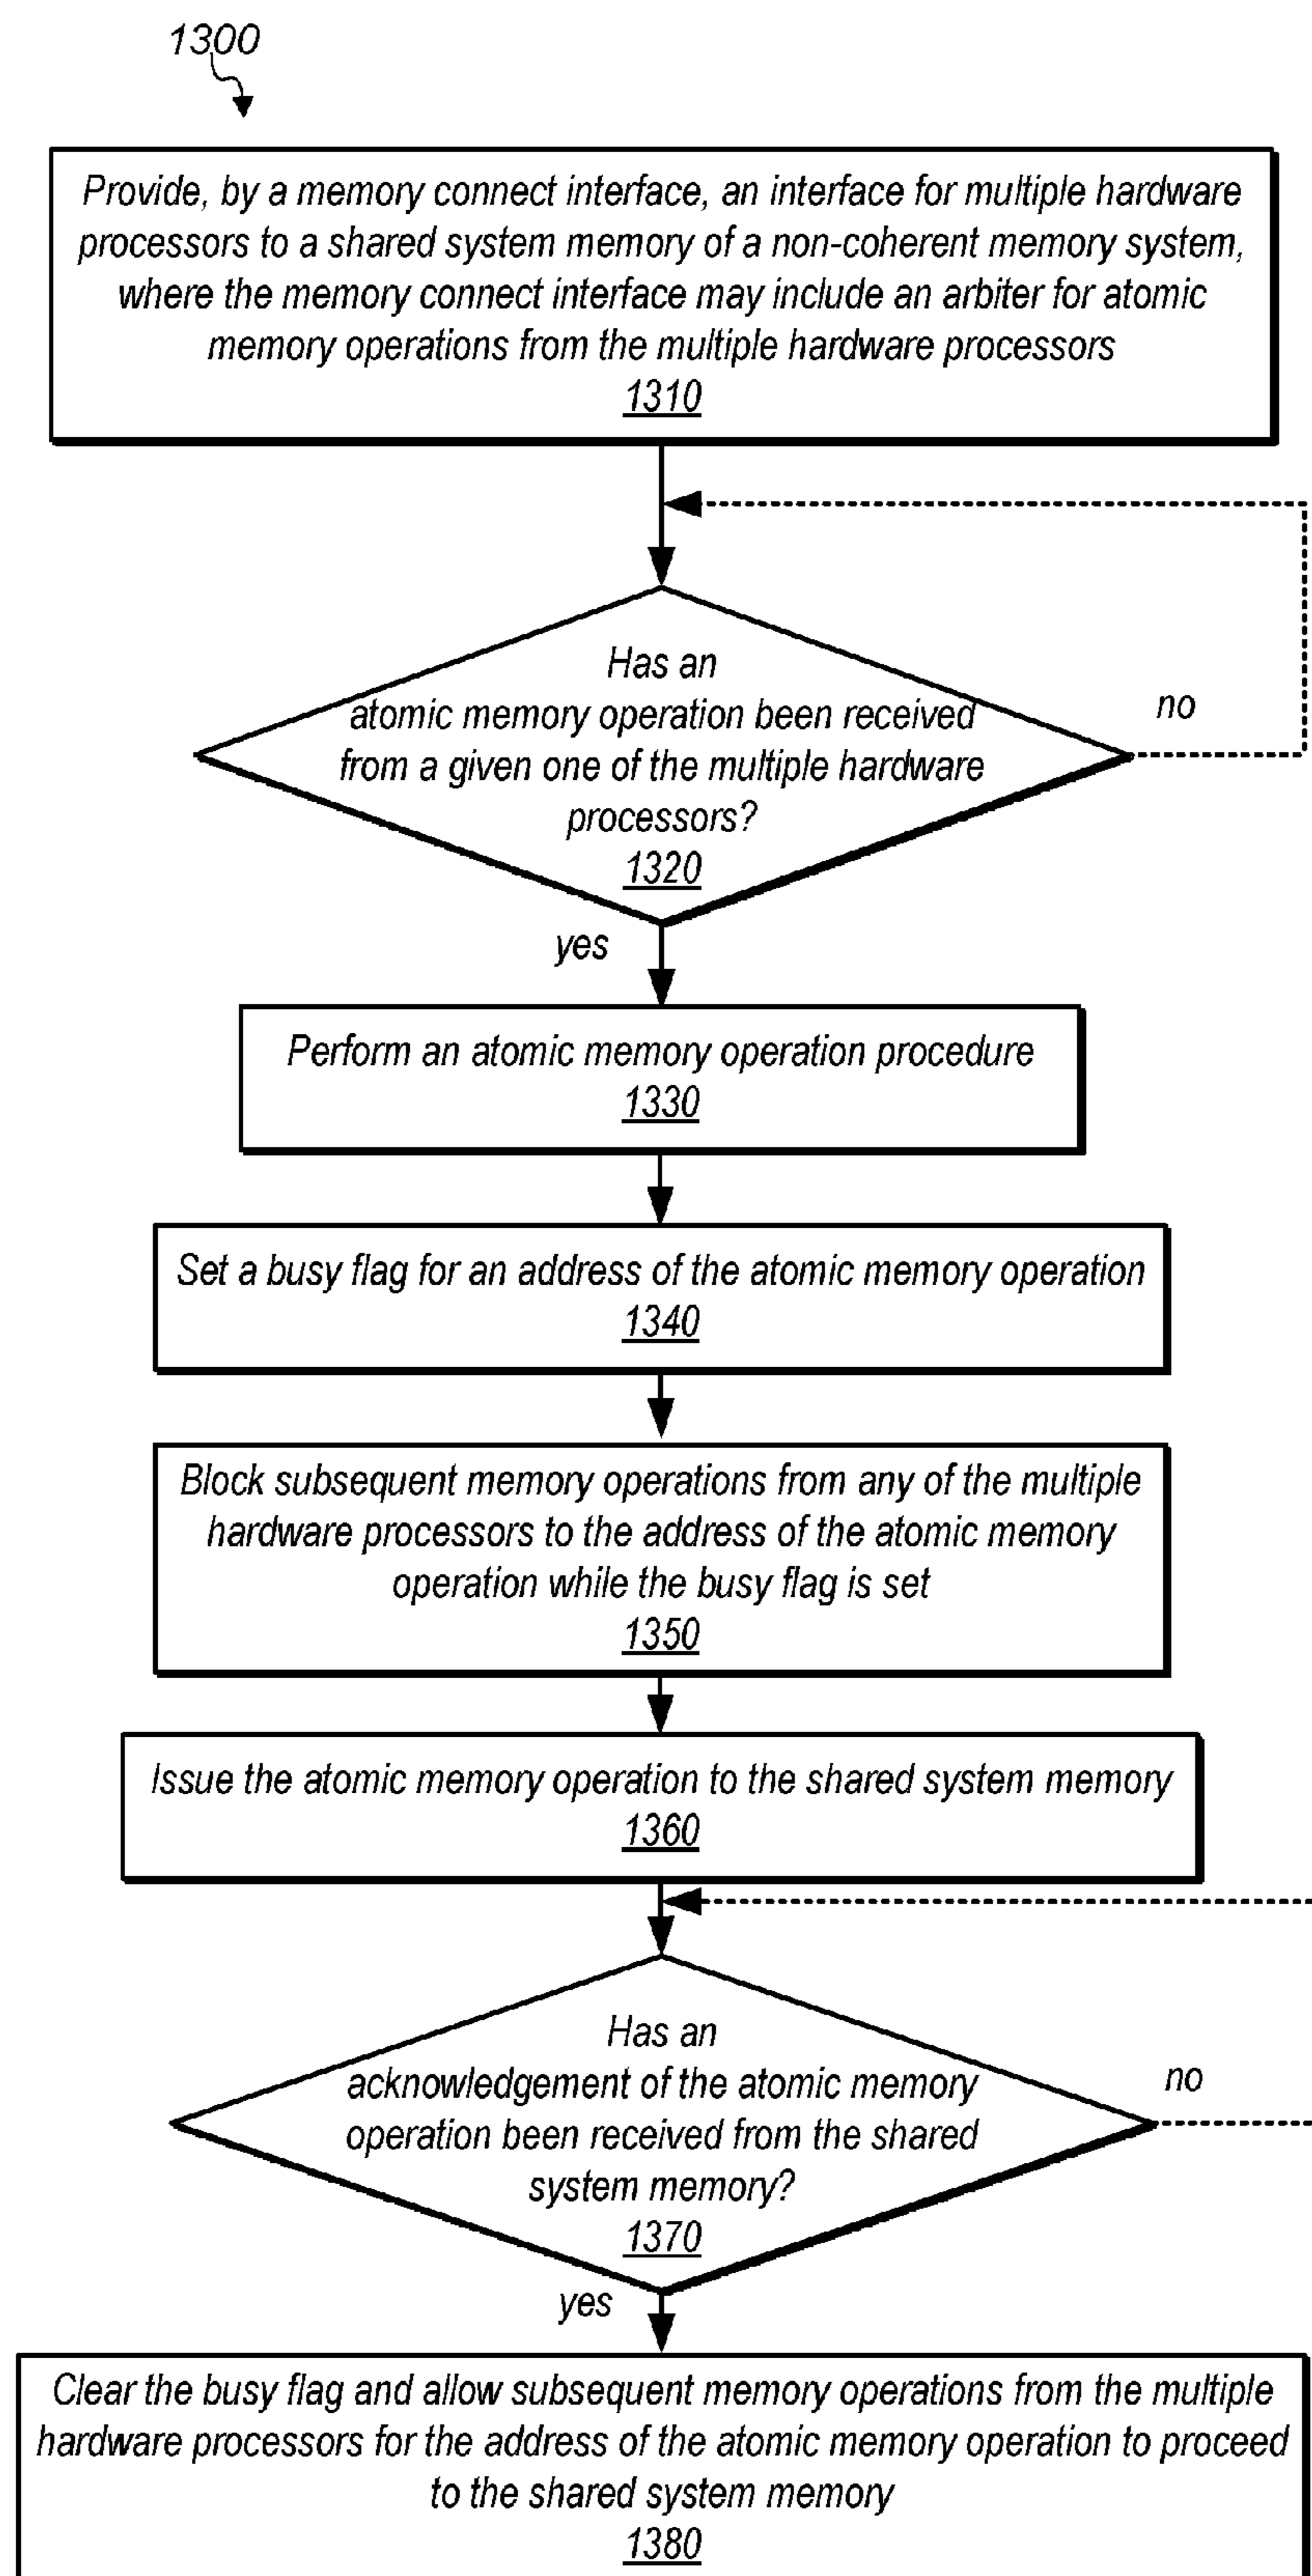 1300
Provide, by a memory connect interface, an interface for multiple hardware
processors to a shared system memory of a non-coherent memory system,
where the memory connect interface may include an arbiter for atomic
memory operations from the multiple hardware processors
1310
Has an
atomic memory operation been received
from a given one of the multiple hardware
processors?
1320
no
yes
Perform an atomic memory operation procedure
1330
Set a busy flag for an address of the atomic memory operation
1340
Block subsequent memory operations from any of the multiple
hardware processors to the address of the atomic memory
operation while the busy flag is set
1350
Issue the atomic memory operation to the shared system memory
1360
Has an
acknowledgement of the atomic memory
operation been received from the shared
system memory?
1370
no
yes
Clear the busy flag and allow subsequent memory operations from the multiple
hardware processors for the address of the atomic memory operation to proceed
to the shared system memory
1380